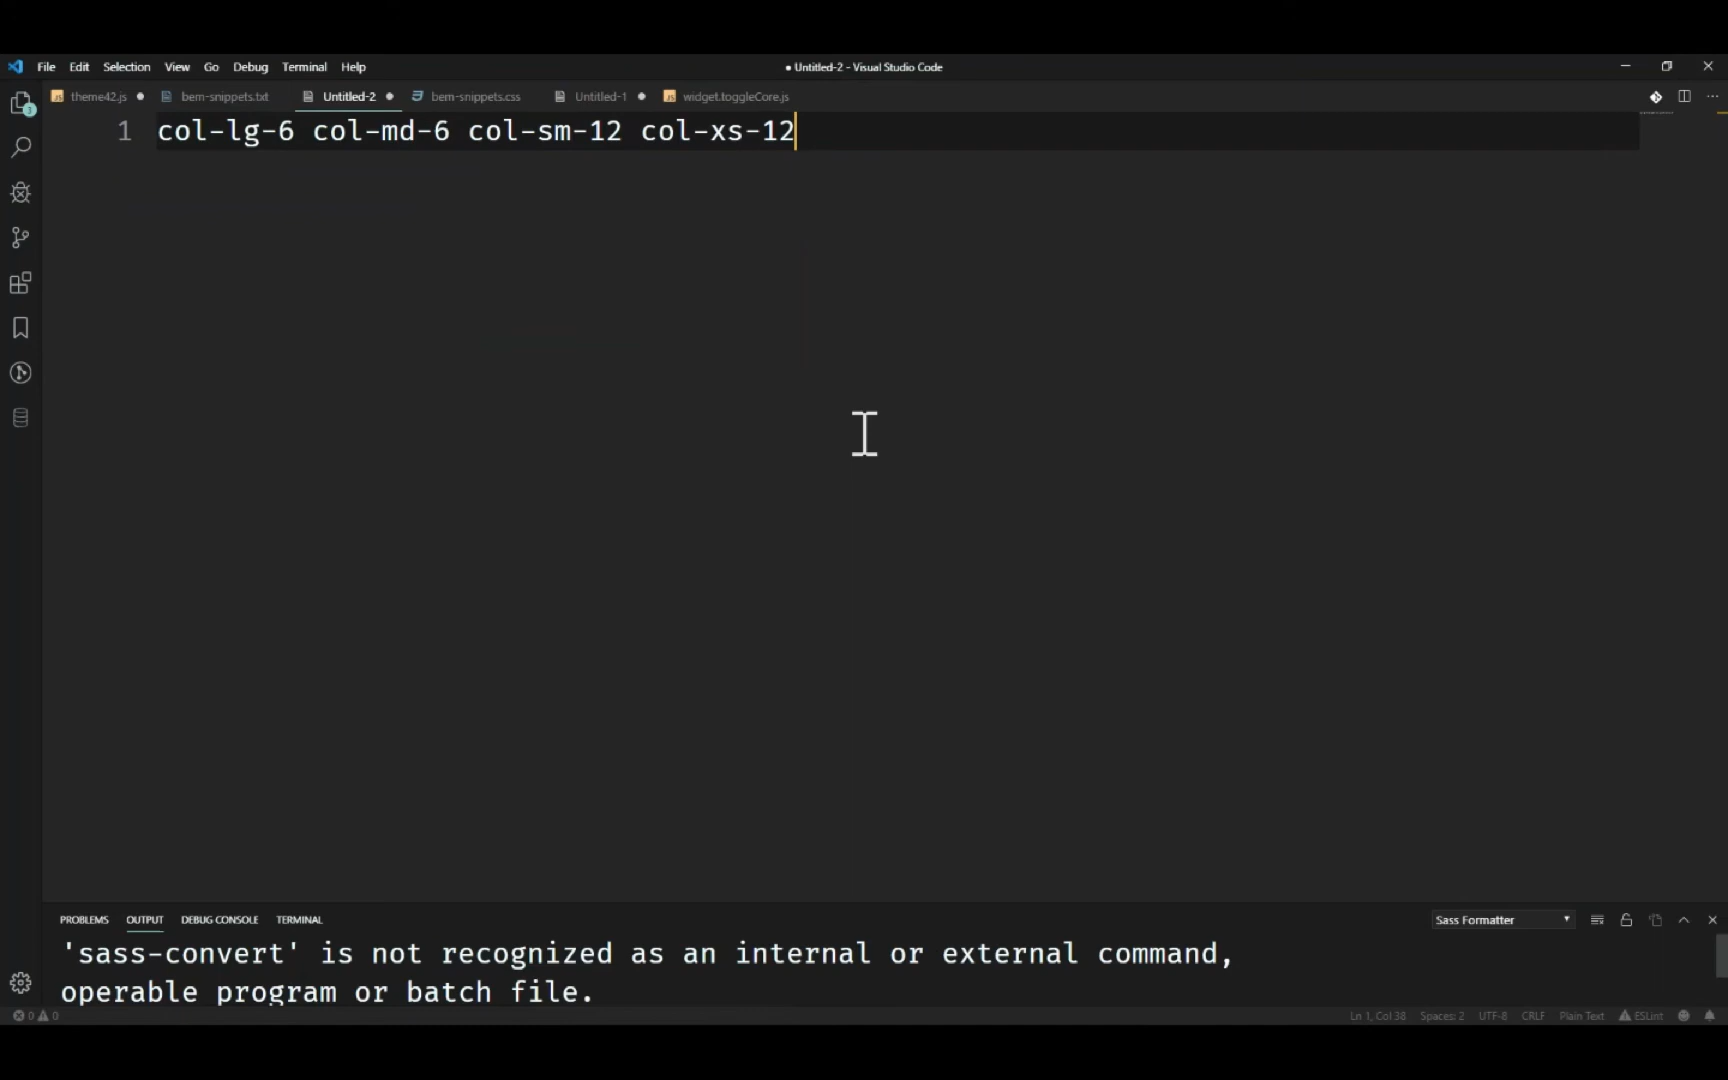 File Edit Selection View Go Debug Terminal Help
● Untitled-2 - Visual Studio Code
theme42.js ● bem-snippets.txt Untitled-2 ● bem-snippets.css Untitled-1 ● widget.toggleCore.js ...
1 col-lg-6 col-md-6 col-sm-12 col-xs-12
3
PROBLEMS OUTPUT DEBUG CONSOLE TERMINAL Sass Formatter
'sass-convert' is not recognized as an internal or external command,
operable program or batch file.
0 0 Ln 1, Col 38 Spaces: 2 UTF-8 CRLF Plain Text ESLint